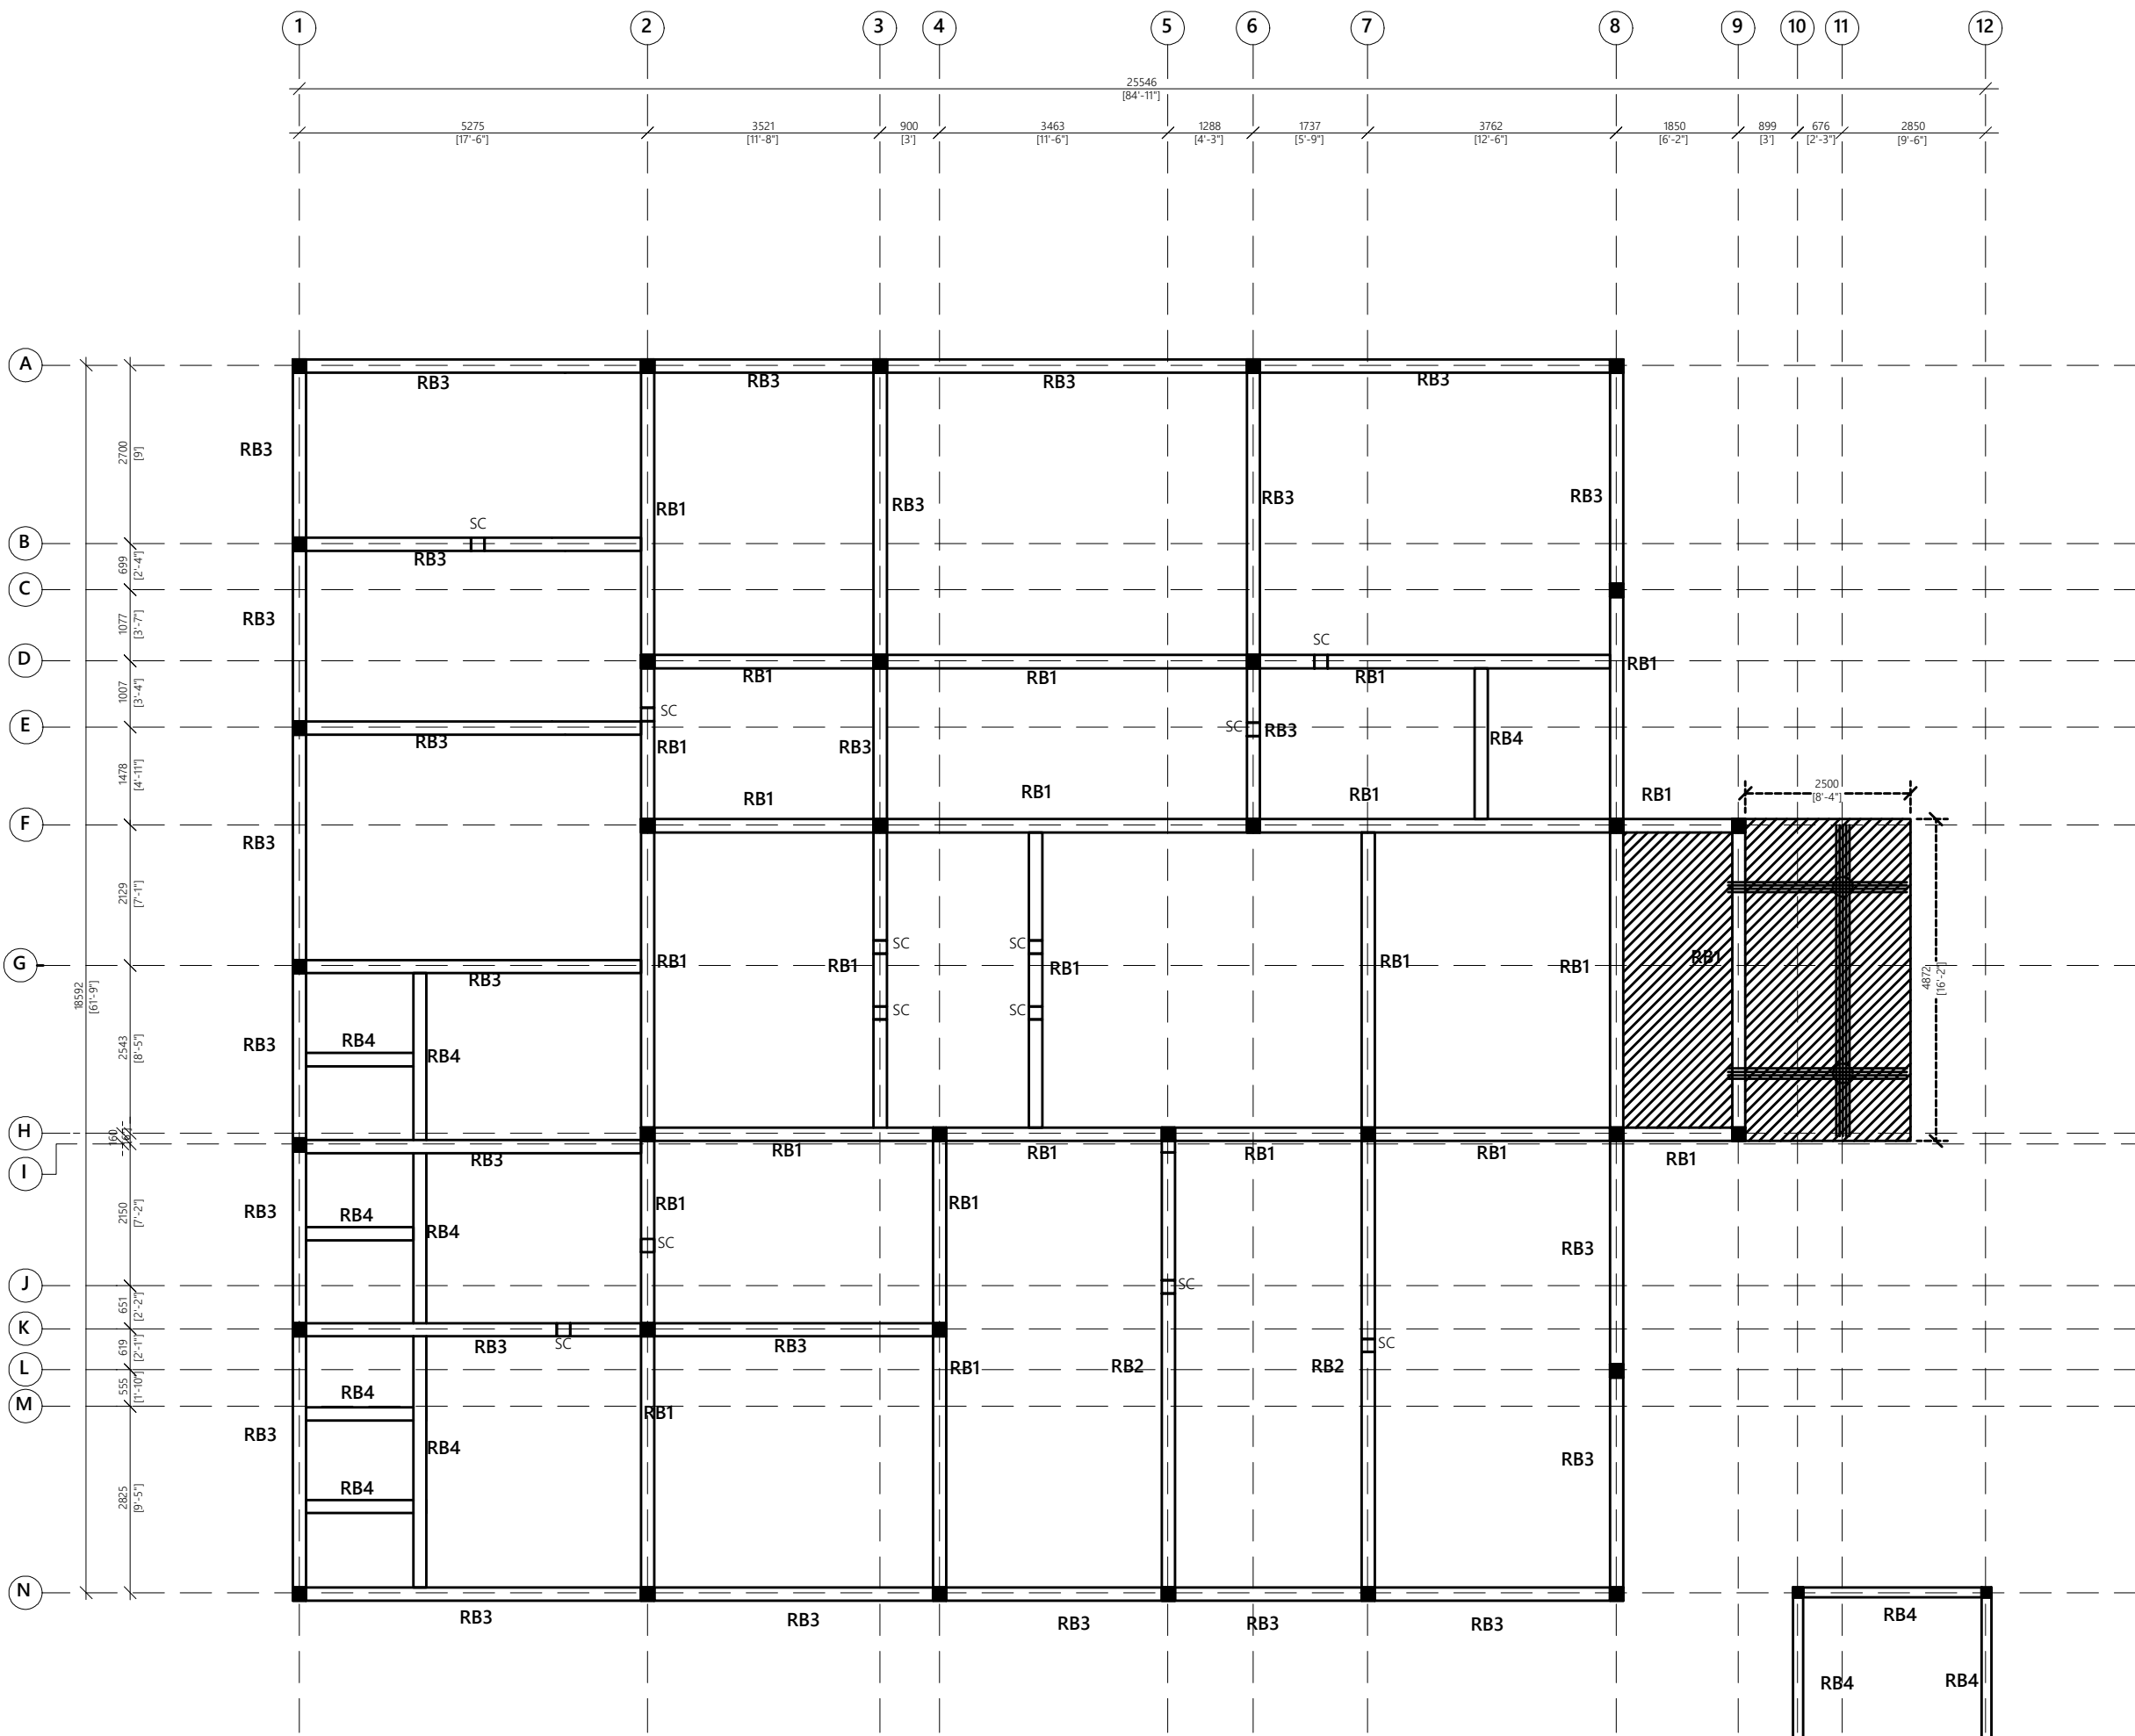 1
2
3
4
5
6
7
8
9
10
11
12
25546
[84'-11"]
5275
[17'-6"]
3521
[11'-8"]
900
[3']
3463
[11'-6"]
1288
[4'-3"]
1737
[5'-9"]
3762
[12'-6"]
1850
[6'-2"]
899
[3']
676
[2'-3"]
2850
[9'-6"]
A
RB3
RB3
RB3
RB3
2700
[9']
RB3
RB1
RB3
RB3
RB3
SC
B
RB3
699
[2'-4"]
C
1077
[3'-7"]
RB3
SC
D
RB1
RB1
RB1
RB1
1007
[3'-4"]
SC
E
SC
RB3
RB3
RB1
RB3
RB4
1478
[4'-11"]
RB1
RB1
RB1
RB1
2500
[8'-4"]
F
RB3
2129
[7'-1"]
SC
SC
G
RB1
RB1
RB1
RB1
RB1
RB1
4872
[16'-2"]
RB3
18592
[61'-9"]
SC
SC
2543
[8'-5"]
RB3
RB4
RB4
H
160
RB1
RB1
RB1
RB1
RB1
I
RB3
2150
[7'-2"]
RB3
RB4
RB4
RB1
RB1
SC
RB3
J
SC
651
[2'-2"]
K
RB3
SC
RB3
SC
619
[2'-1"]
L
RB1
RB2
RB2
555
[1'-10"]
RB4
M
RB1
RB3
RB4
RB3
2825
[9'-5"]
RB4
N
RB3
RB3
RB3
RB3
RB3
RB4
RB4
RB4